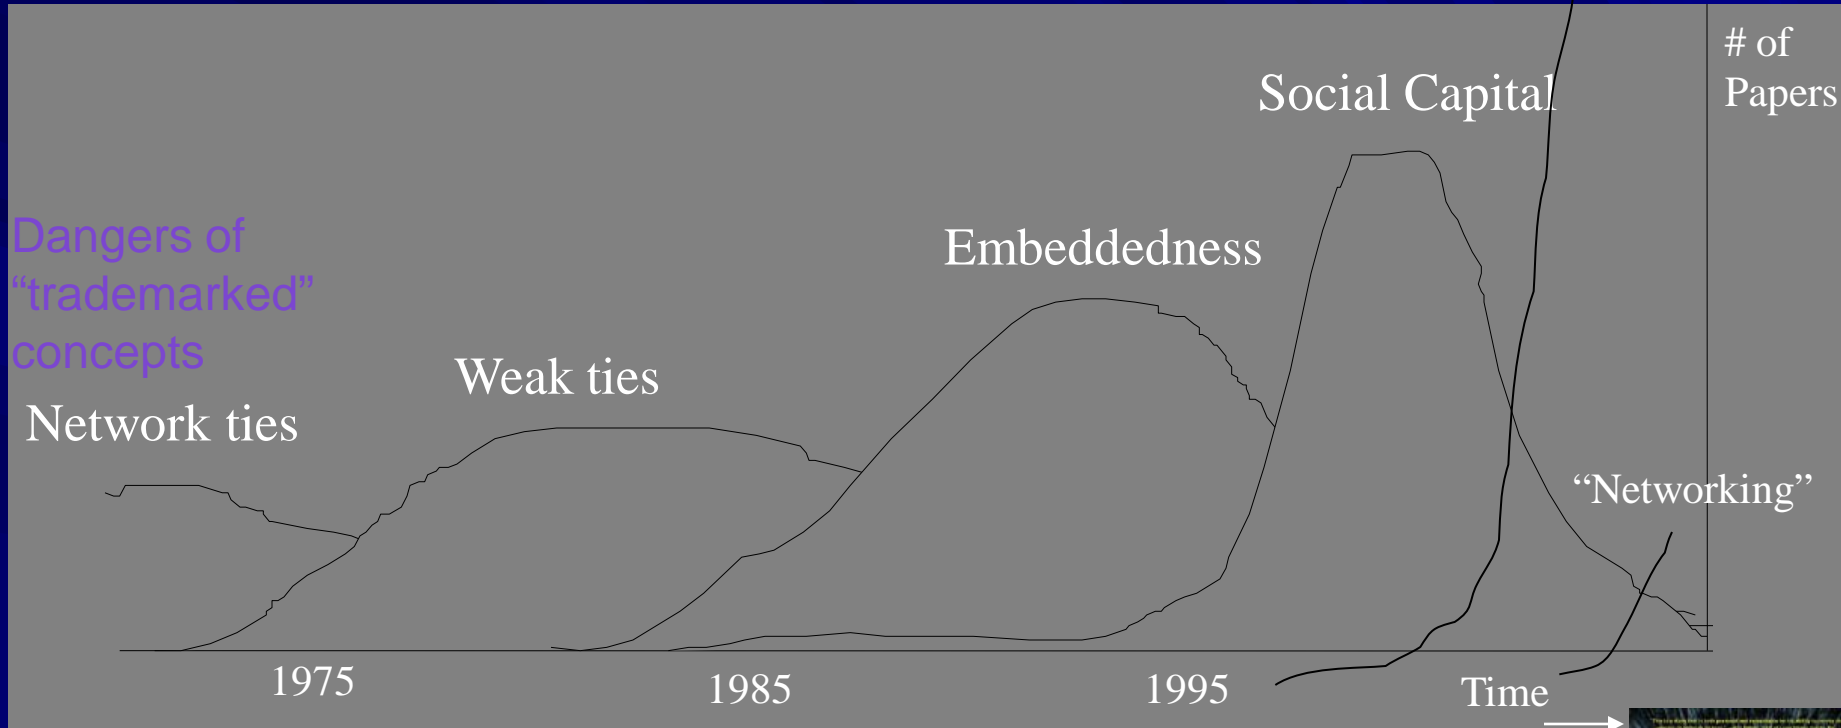 # of
Papers
Social Capital
Dangers of
“trademarked”
concepts
Embeddedness
Weak ties
Network ties
“Networking”
1975
1985
1995
Time